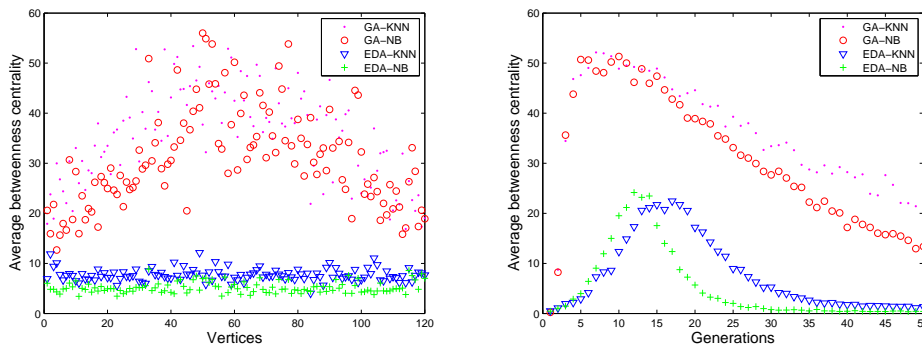 60
50
40
30
20
10
0
0 20 40 60 80 100 120
Vertices
Average betweenness centrality
GA−KNN
GA−NB
EDA−KNN
EDA−NB
60
50
40
30
20
10
0
0 5 10 15 20 25 30 35 40 45 50
Generations
Average betweenness centrality
GA−KNN
GA−NB
EDA−KNN
EDA−NB